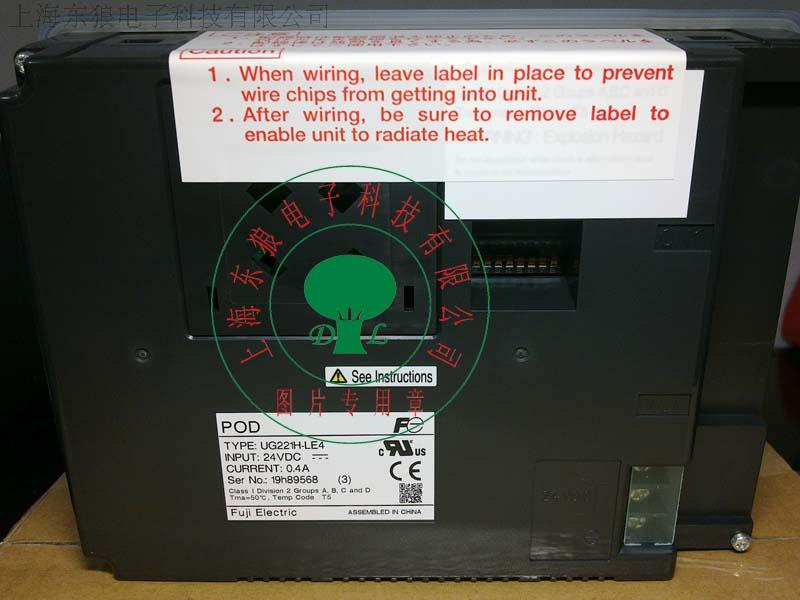 上海东狼电子科技有限公司
Caution
1. When wiring, leave label in place to prevent
wire chips from getting into unit.
2. After wiring, be sure to remove label to
enable unit to radiate heat.
上海东狼电子科技有限公司
D L
图片专用章
See Instructions
POD
Fe
TYPE: UG221H-LE4
INPUT: 24VDC
CURRENT: 0.4A
Ser No.: 19h89568 (3)
c US
CE
Class I Division 2 Groups A, B, C and D
Tma=50℃, Temp Code : T5
Fuji Electric
ASSEMBLED IN CHINA